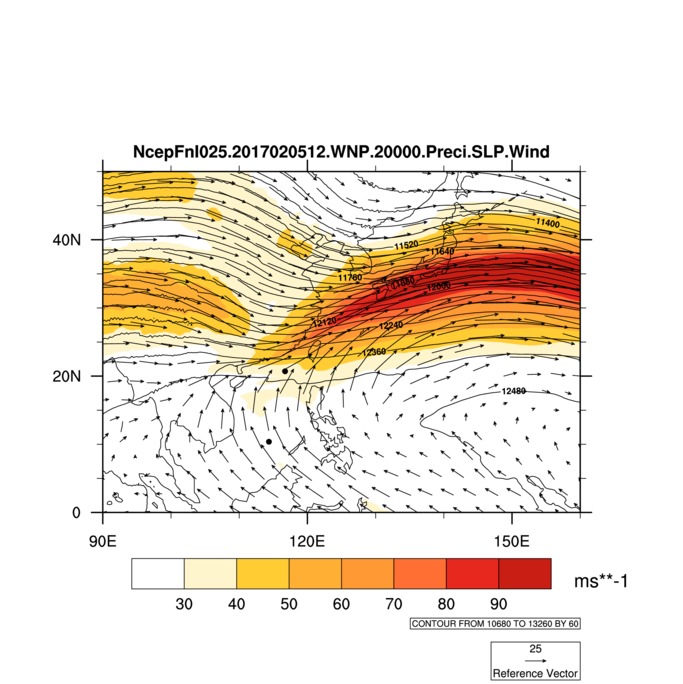 NcepFnl025.2017020512.WNP.20000.Preci.SLP.Wind
11400
40N
11520
11640
11760
11880
12000
12120
12240
12360
20N
12480
0
90E 120E 150E
ms**-1
30 40 50 60 70 80 90
CONTOUR FROM 10680 TO 13260 BY 60
25
Reference Vector